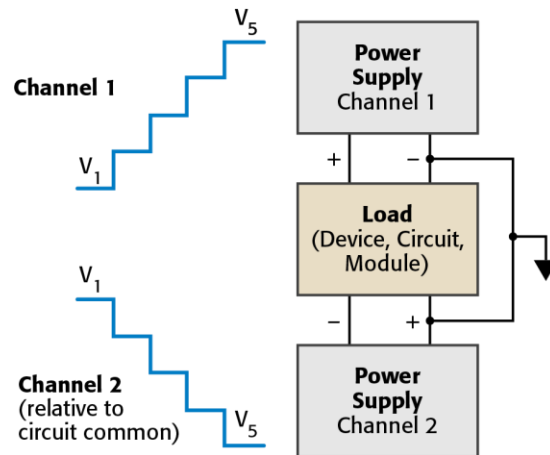 V5
Channel 1
V1
Power
Supply
Channel 1
+ −
Load
(Device, Circuit,
Module)
− +
V1
Channel 2
(relative to
circuit common)
V5
Power
Supply
Channel 2